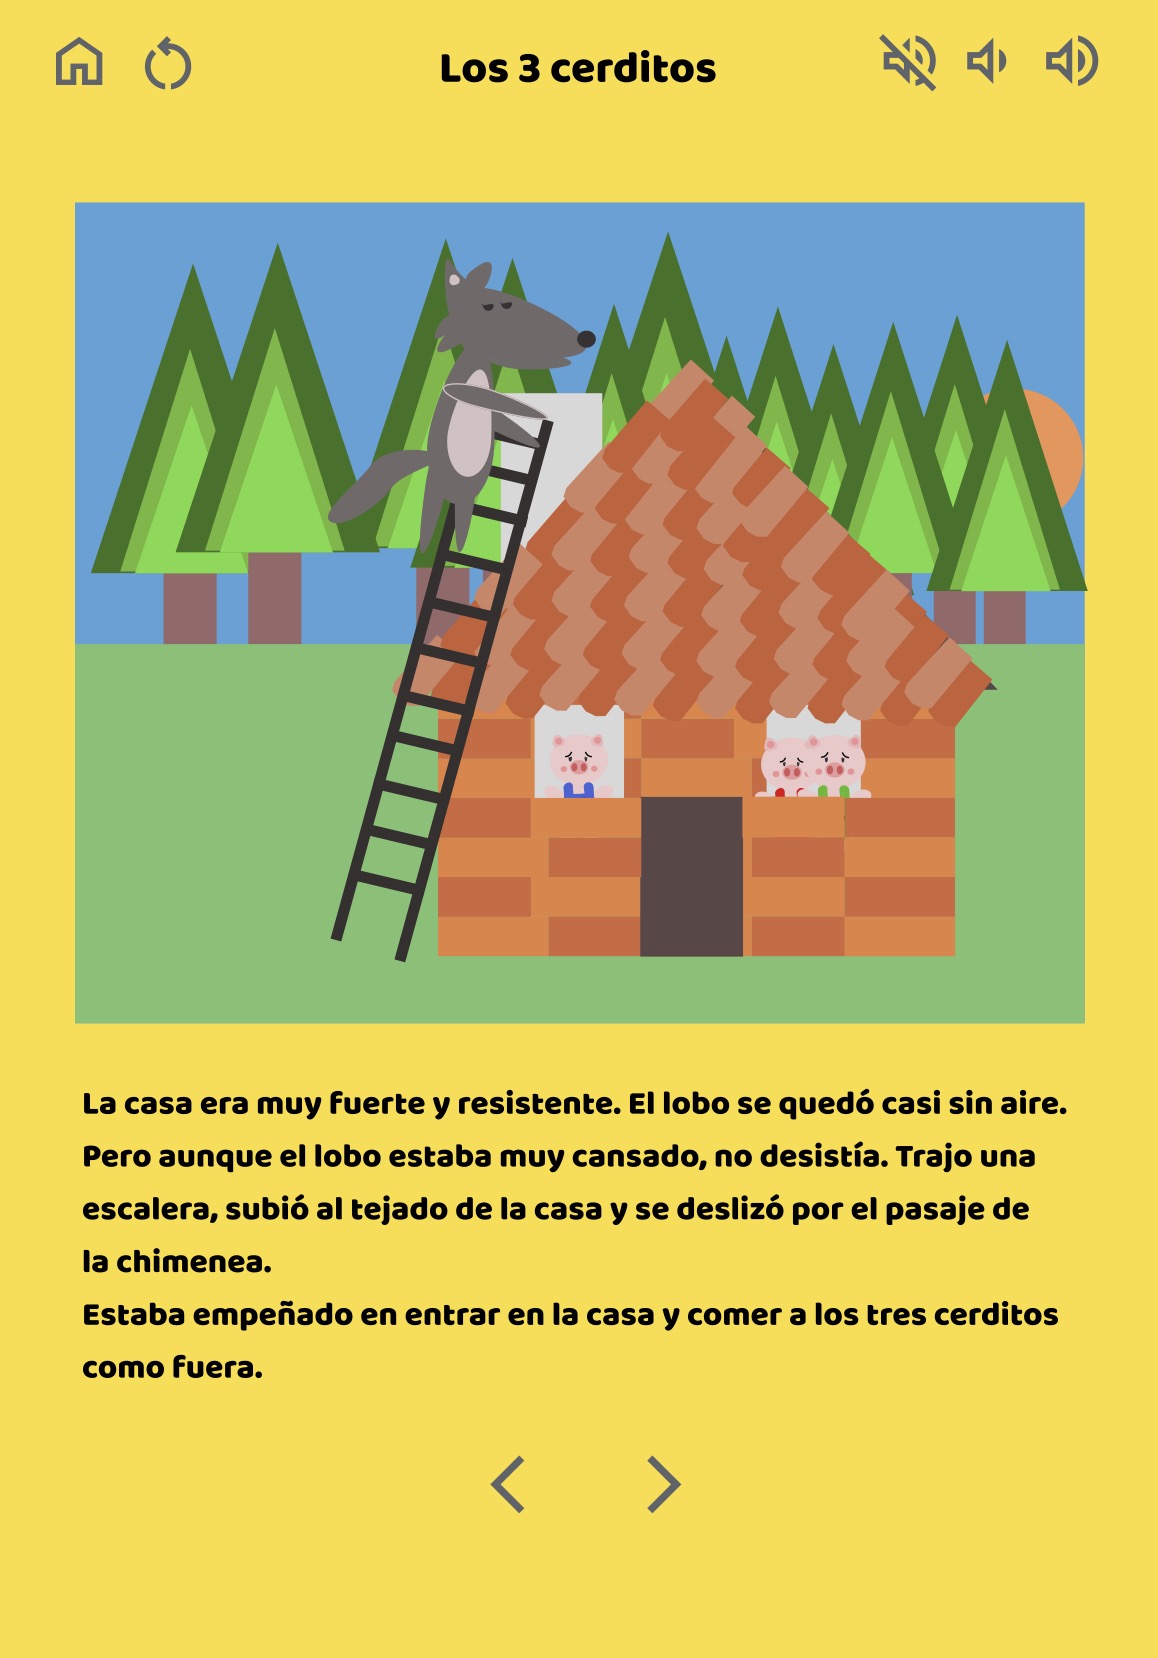 Los 3 cerditos
La casa era muy fuerte y resistente. El lobo se quedó casi sin aire.
Pero aunque el lobo estaba muy cansado, no desistía. Trajo una
escalera, subió al tejado de la casa y se deslizó por el pasaje de
la chimenea.
Estaba empeñado en entrar en la casa y comer a los tres cerditos
como fuera.